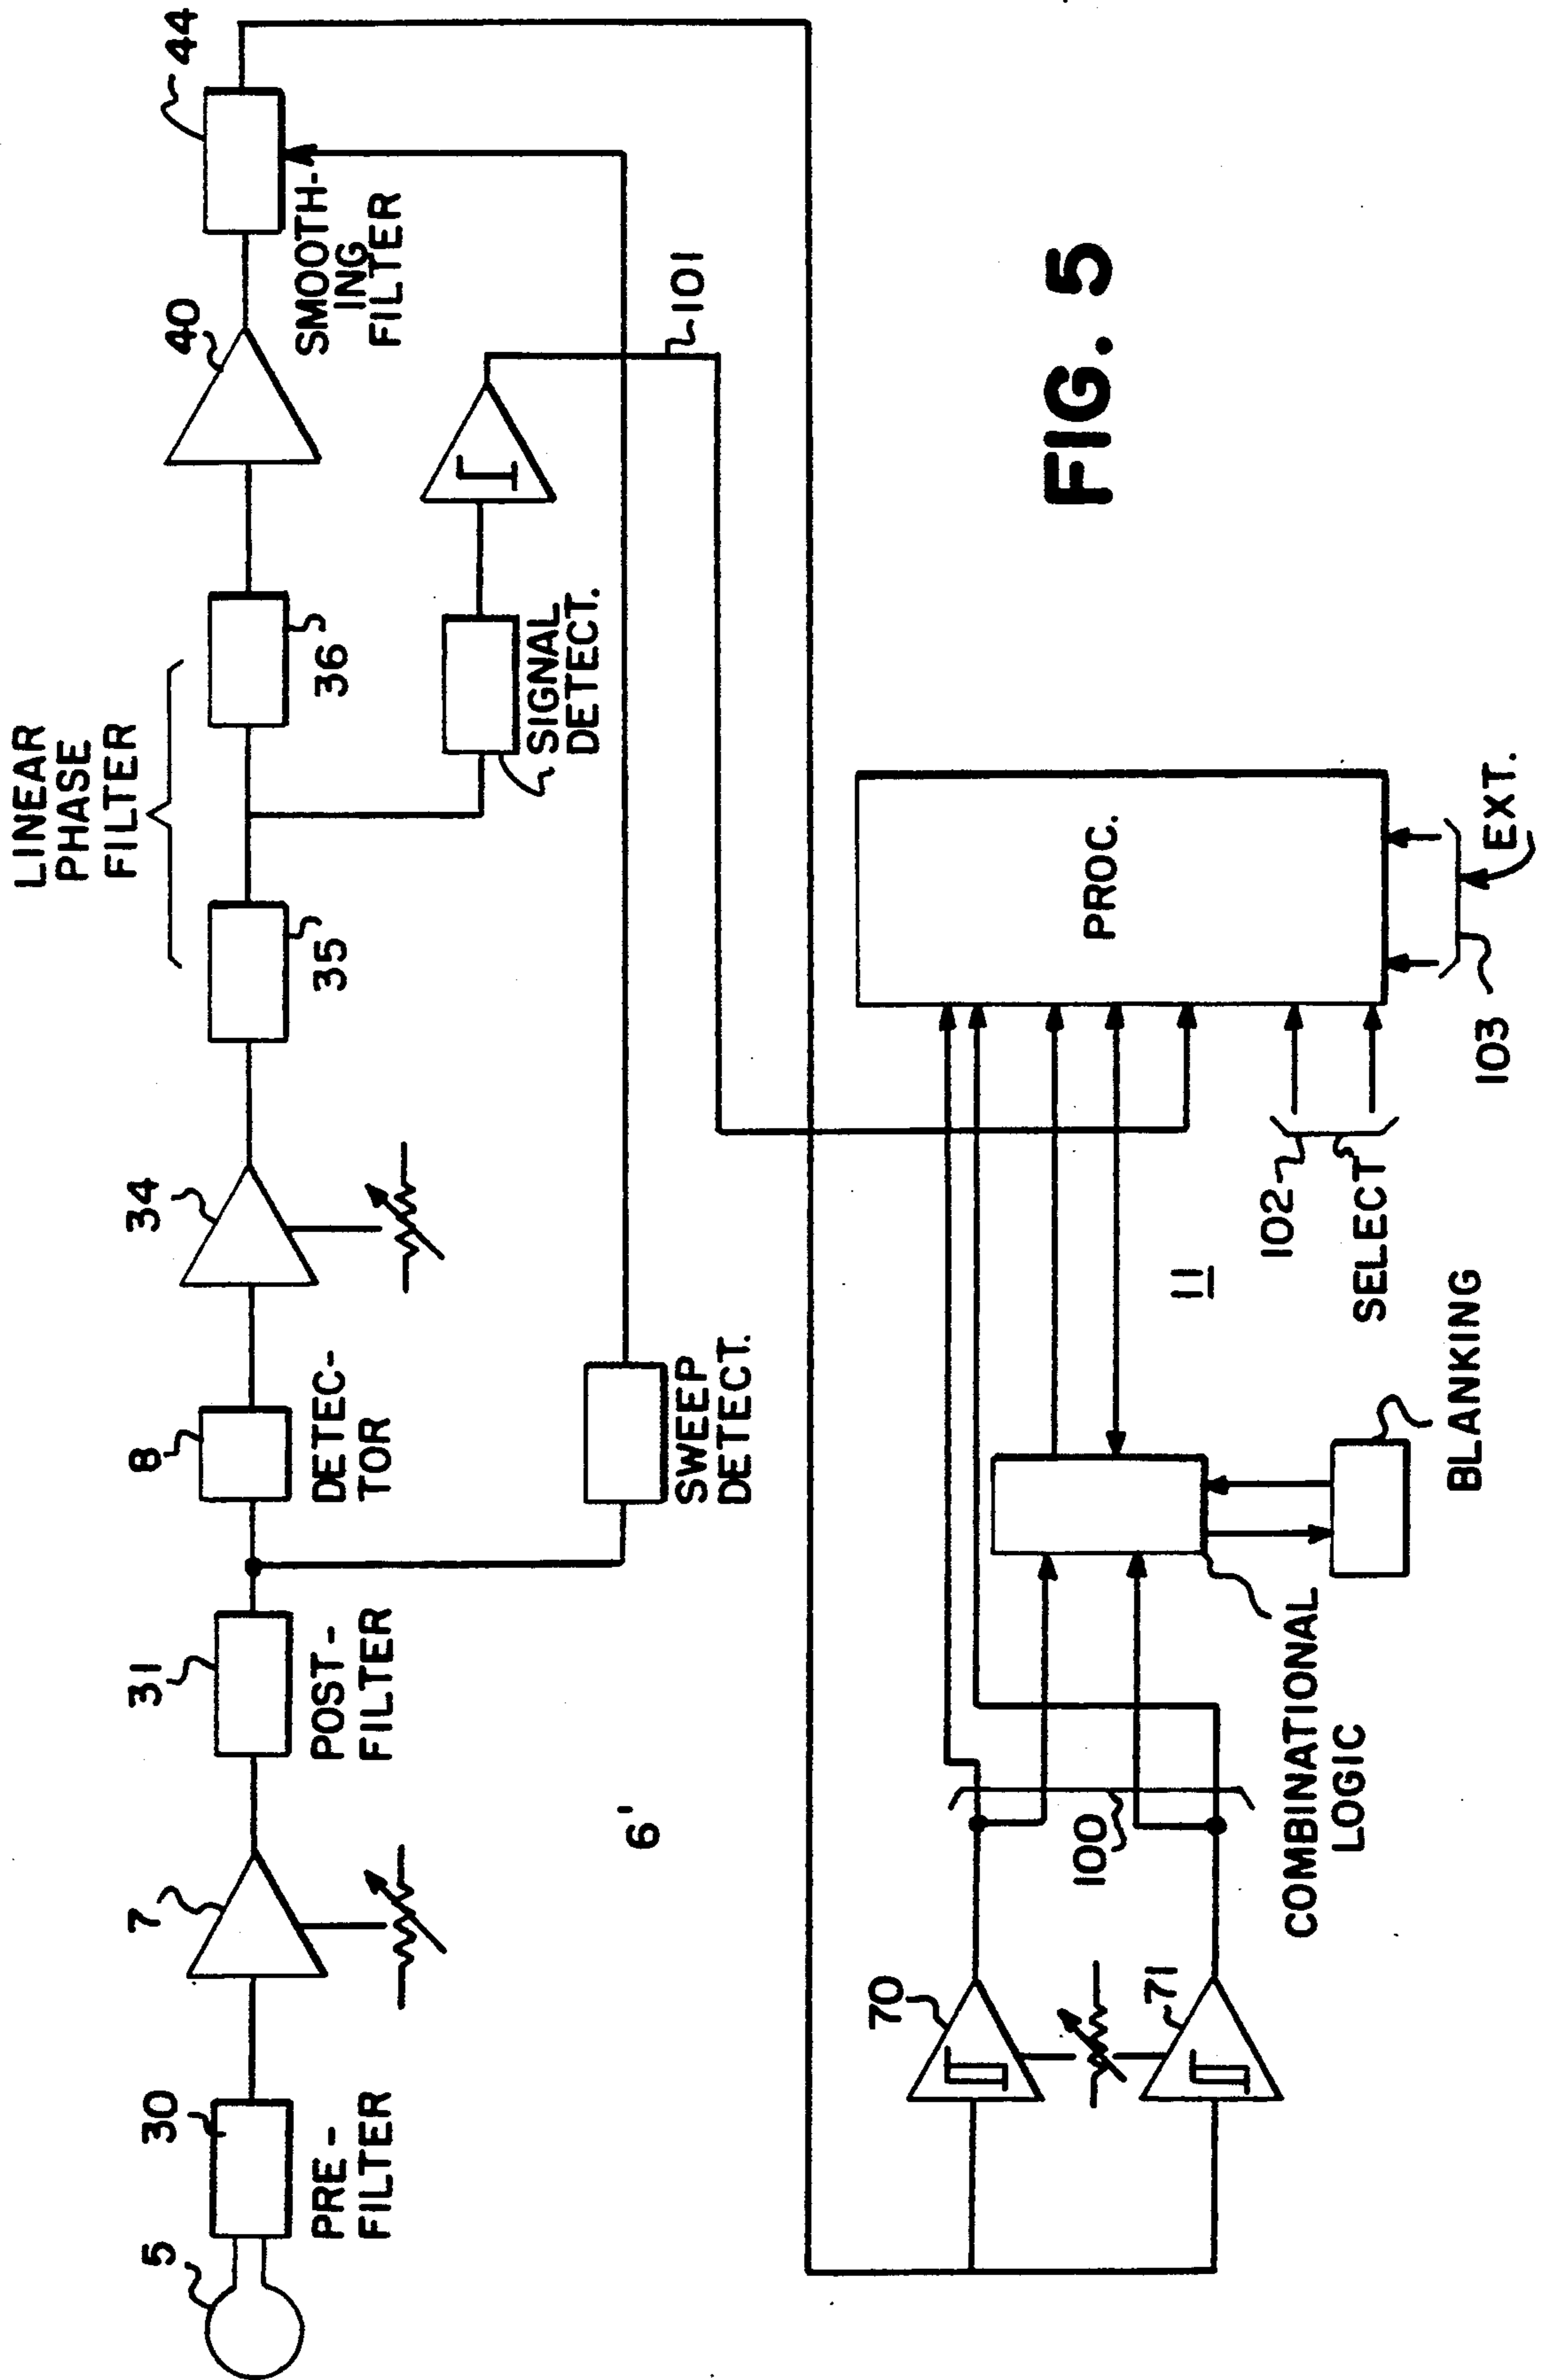 5
30
PRE-
FILTER
7
31
POST-
FILTER
8
DETEC-
TOR
34
LINEAR
PHASE
FILTER
35
36
40
44
SMOOTH-
ING
FILTER
SIGNAL
DETECT.
101
SWEEP
DETECT.
6'
70
71
100
COMBINATIONAL
LOGIC
BLANKING
11
PROC.
102
SELECT
103
EXT.
FIG. 5